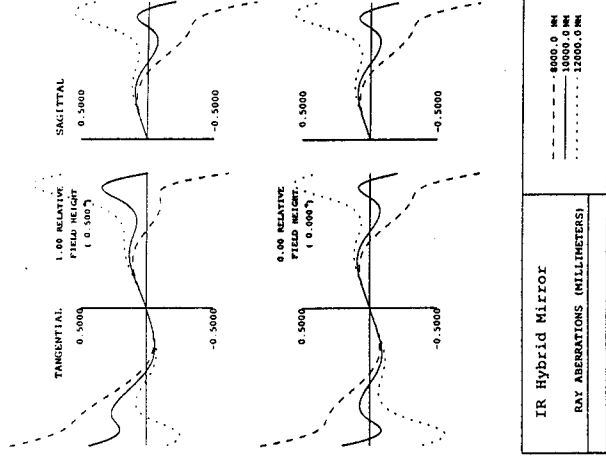 TANGENTIAL
1.00 RELATIVE
FIELD HEIGHT
( 0.500°)
SAGITTAL
0.5000
0.5000
-0.5000
-0.5000
0.00 RELATIVE
FIELD HEIGHT
( 0.000°)
0.5000
0.5000
-0.5000
-0.5000
IR Hybrid Mirror
RAY ABERRATIONS (MILLIMETERS)
8000.0 NM
10000.0 NM
12000.0 NM